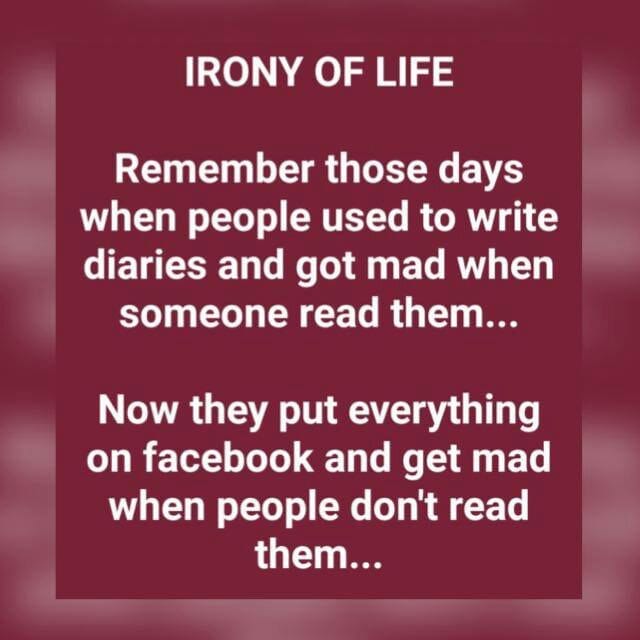 IRONY OF LIFE
Remember those days
when people used to write
diaries and got mad when
someone read them...
Now they put everything
on facebook and get mad
when people don't read
them...